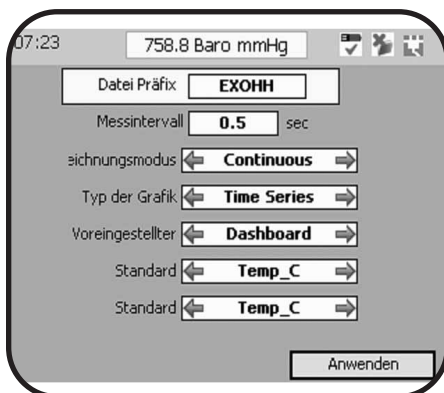 07:23 758.8 Baro mmHg
Datei Präfix EXOHH
Messintervall 0.5 sec
eichnungsmodus Continuous
Typ der Grafik Time Series
Voreingestellter Dashboard
Standard Temp_C
Standard Temp_C
Anwenden